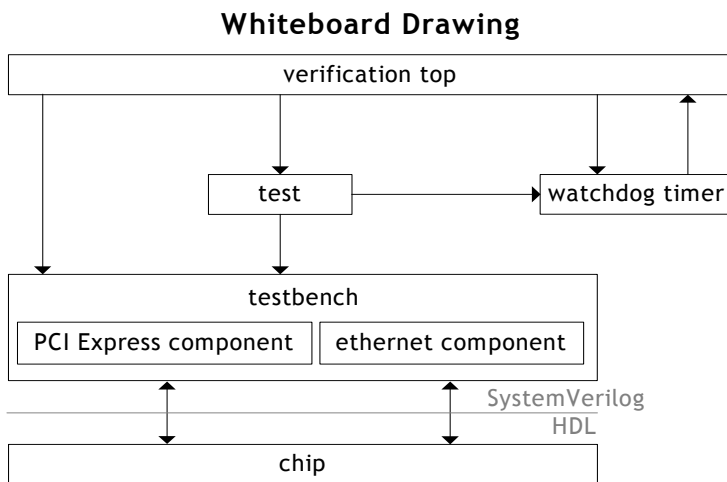 Whiteboard Drawing
verification top
test
watchdog timer
testbench
PCI Express component
ethernet component
SystemVerilog
HDL
chip